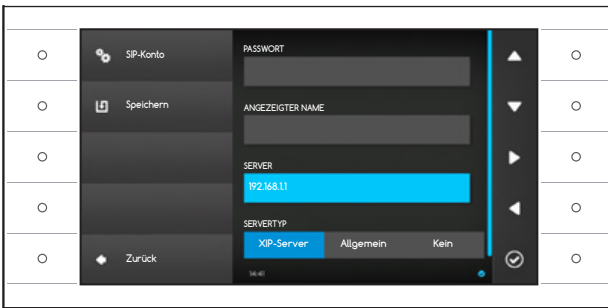 SIP-Konto
Speichern
Zurück
PASSWORT
ANGEZEIGTER NAME
SERVER
192.168.1.1
SERVERTYP
XIP-Server Allgemein Kein
14:41